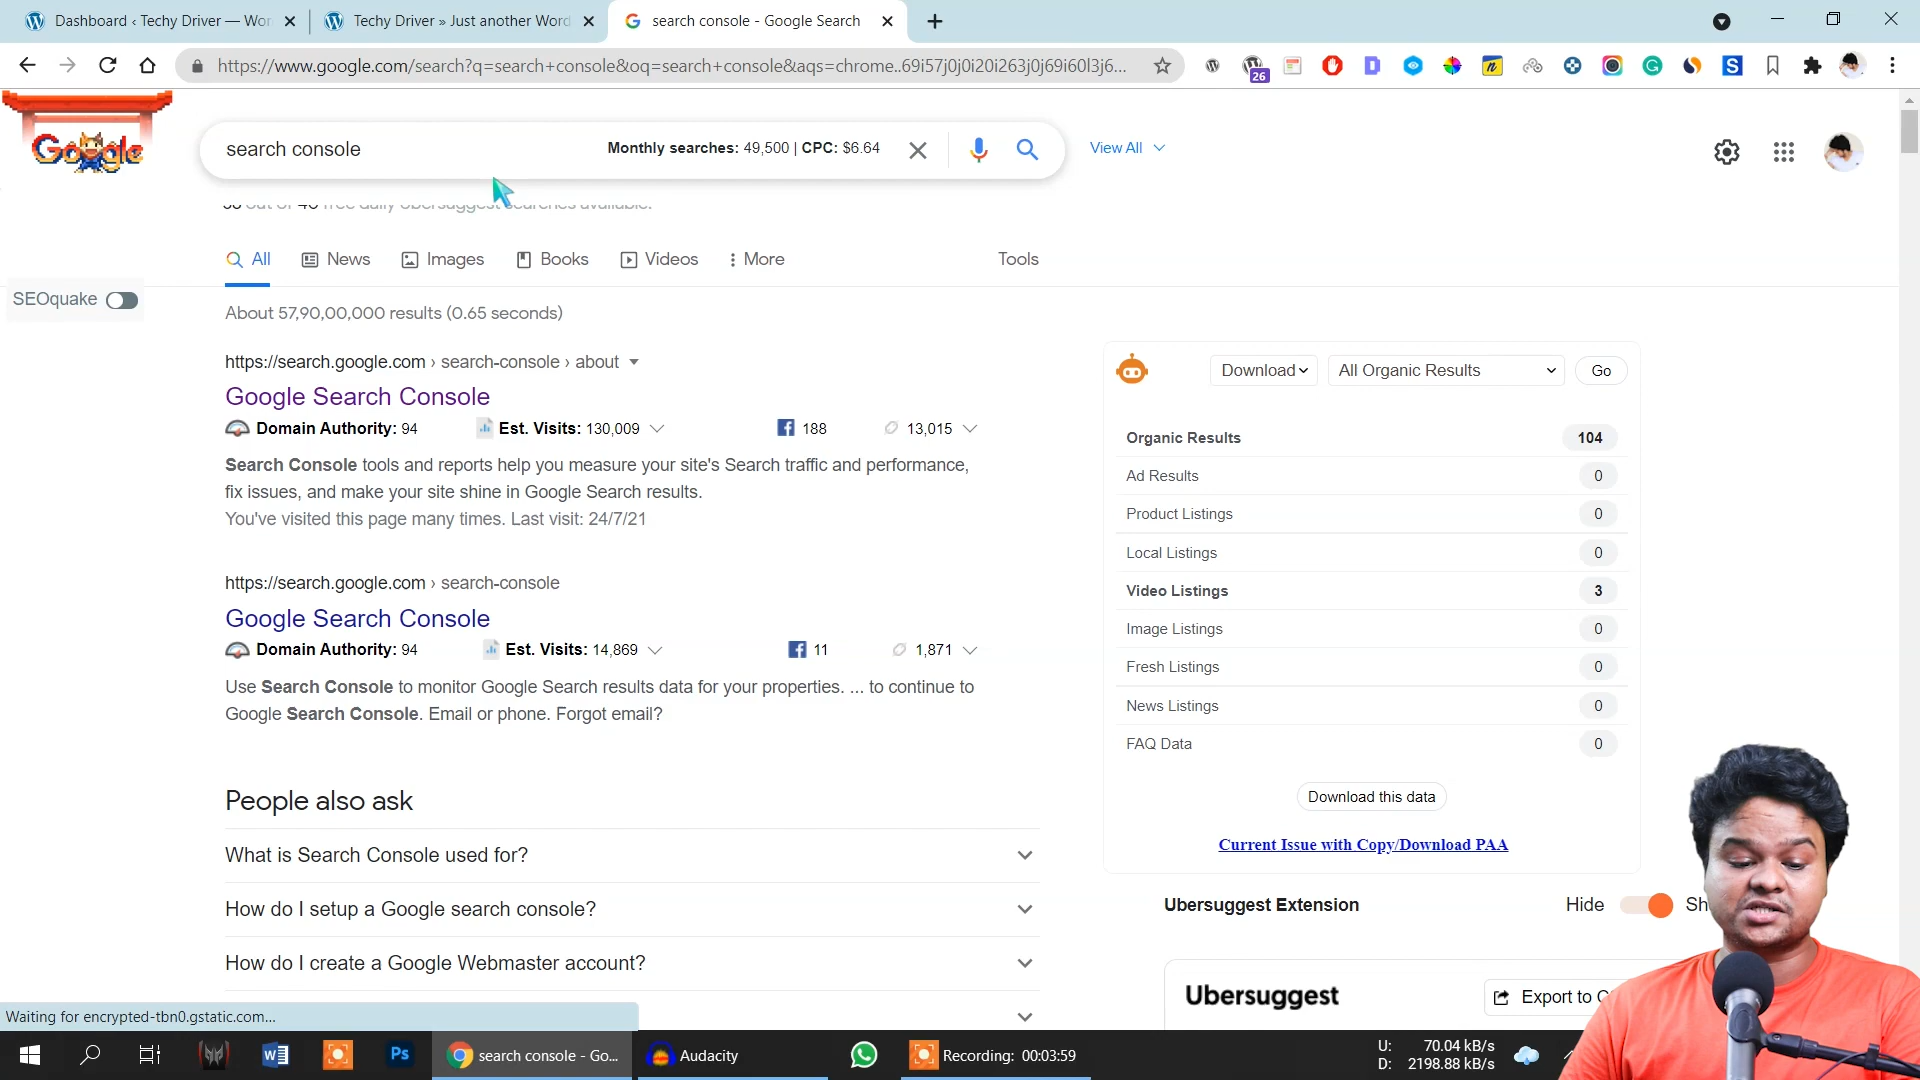 Dashboard ‹ Techy Driver — Wor
Techy Driver » Just another Word
search console - Google Search
https://www.google.com/search?q=search+console&oq=search+console&aqs=chrome..69i57j0j0i20i263j0j69i60l3j6...
26
Google
search console
Monthly searches: 49,500 | CPC: $6.64
View All
free daily Ubersuggest searches available.
All
News
Images
Books
Videos
More
Tools
SEOquake
About 57,90,00,000 results (0.65 seconds)
https://search.google.com › search-console › about
Google Search Console
Domain Authority: 94
Est. Visits: 130,009
188
13,015
Search Console tools and reports help you measure your site's Search traffic and performance,
fix issues, and make your site shine in Google Search results.
You've visited this page many times. Last visit: 24/7/21
https://search.google.com › search-console
Google Search Console
Domain Authority: 94
Est. Visits: 14,869
11
1,871
Use Search Console to monitor Google Search results data for your properties. ... to continue to
Google Search Console. Email or phone. Forgot email?
People also ask
What is Search Console used for?
How do I setup a Google search console?
How do I create a Google Webmaster account?
Download
All Organic Results
Go
Organic Results 104
Ad Results 0
Product Listings 0
Local Listings 0
Video Listings 3
Image Listings 0
Fresh Listings 0
News Listings 0
FAQ Data 0
Download this data
Current Issue with Copy/Download PAA
Ubersuggest Extension
Hide
Sh
Ubersuggest
Export to C
Waiting for encrypted-tbn0.gstatic.com...
Ps
search console - Go...
Audacity
Recording: 00:03:59
U: 70.04 kB/s
D: 2198.88 kB/s